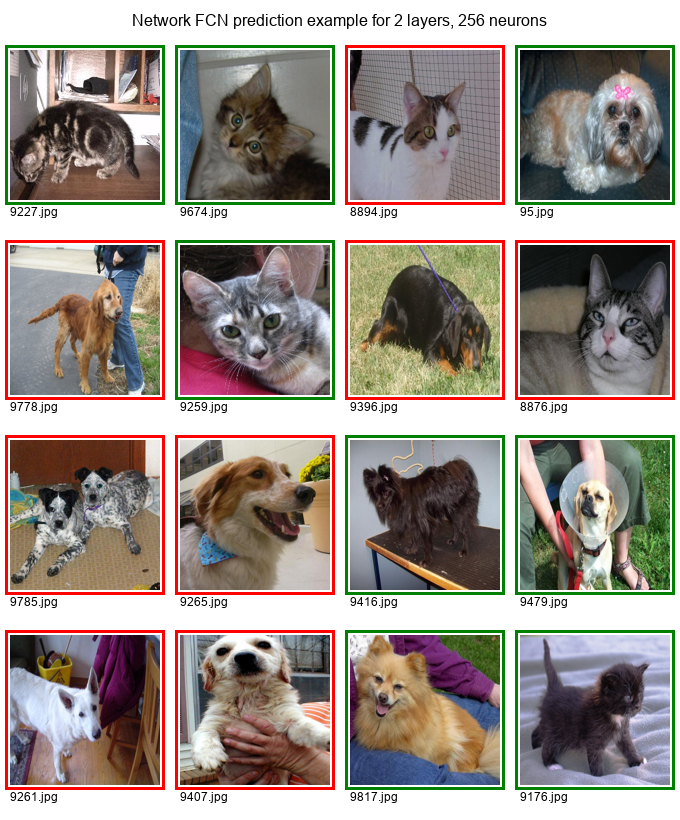 Network FCN prediction example for 2 layers, 256 neurons
9227.jpg
9674.jpg
8894.jpg
95.jpg
9778.jpg
9259.jpg
9396.jpg
8876.jpg
9785.jpg
9265.jpg
9416.jpg
9479.jpg
9261.jpg
9407.jpg
9817.jpg
9176.jpg